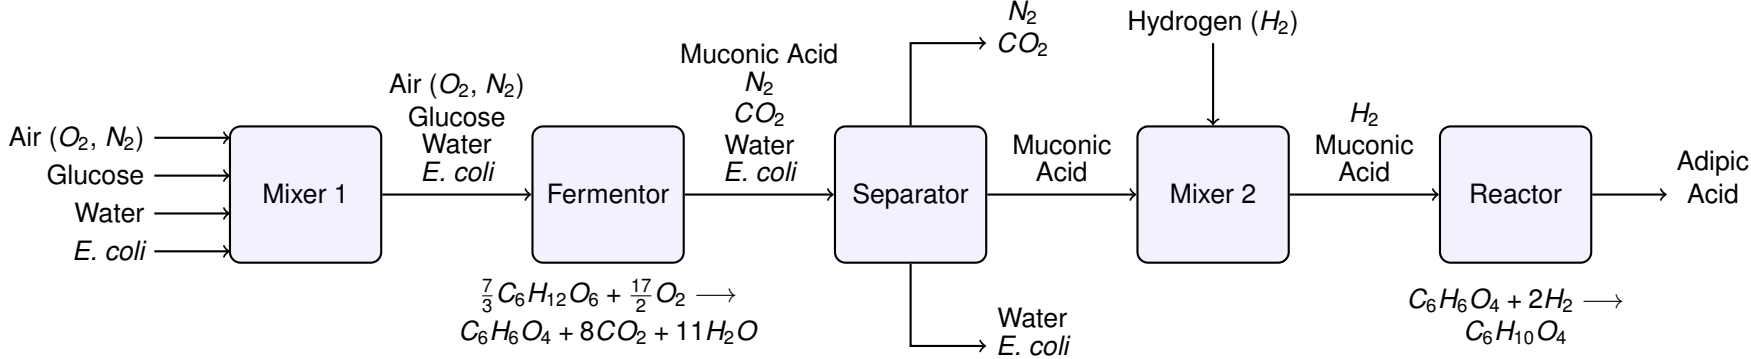 Air (O₂, N₂)
Glucose
Water
E. coli
Mixer 1
Air (O₂, N₂)
Glucose
Water
E. coli
Fermentor
7/3 C₆H₁₂O₆ + 17/2 O₂ ⟶
C₆H₆O₄ + 8CO₂ + 11H₂O
Muconic Acid
N₂
CO₂
Water
E. coli
Separator
N₂
CO₂
Water
E. coli
Muconic
Acid
Hydrogen (H₂)
Mixer 2
H₂
Muconic
Acid
Reactor
C₆H₆O₄ + 2H₂ ⟶
C₆H₁₀O₄
Adipic
Acid